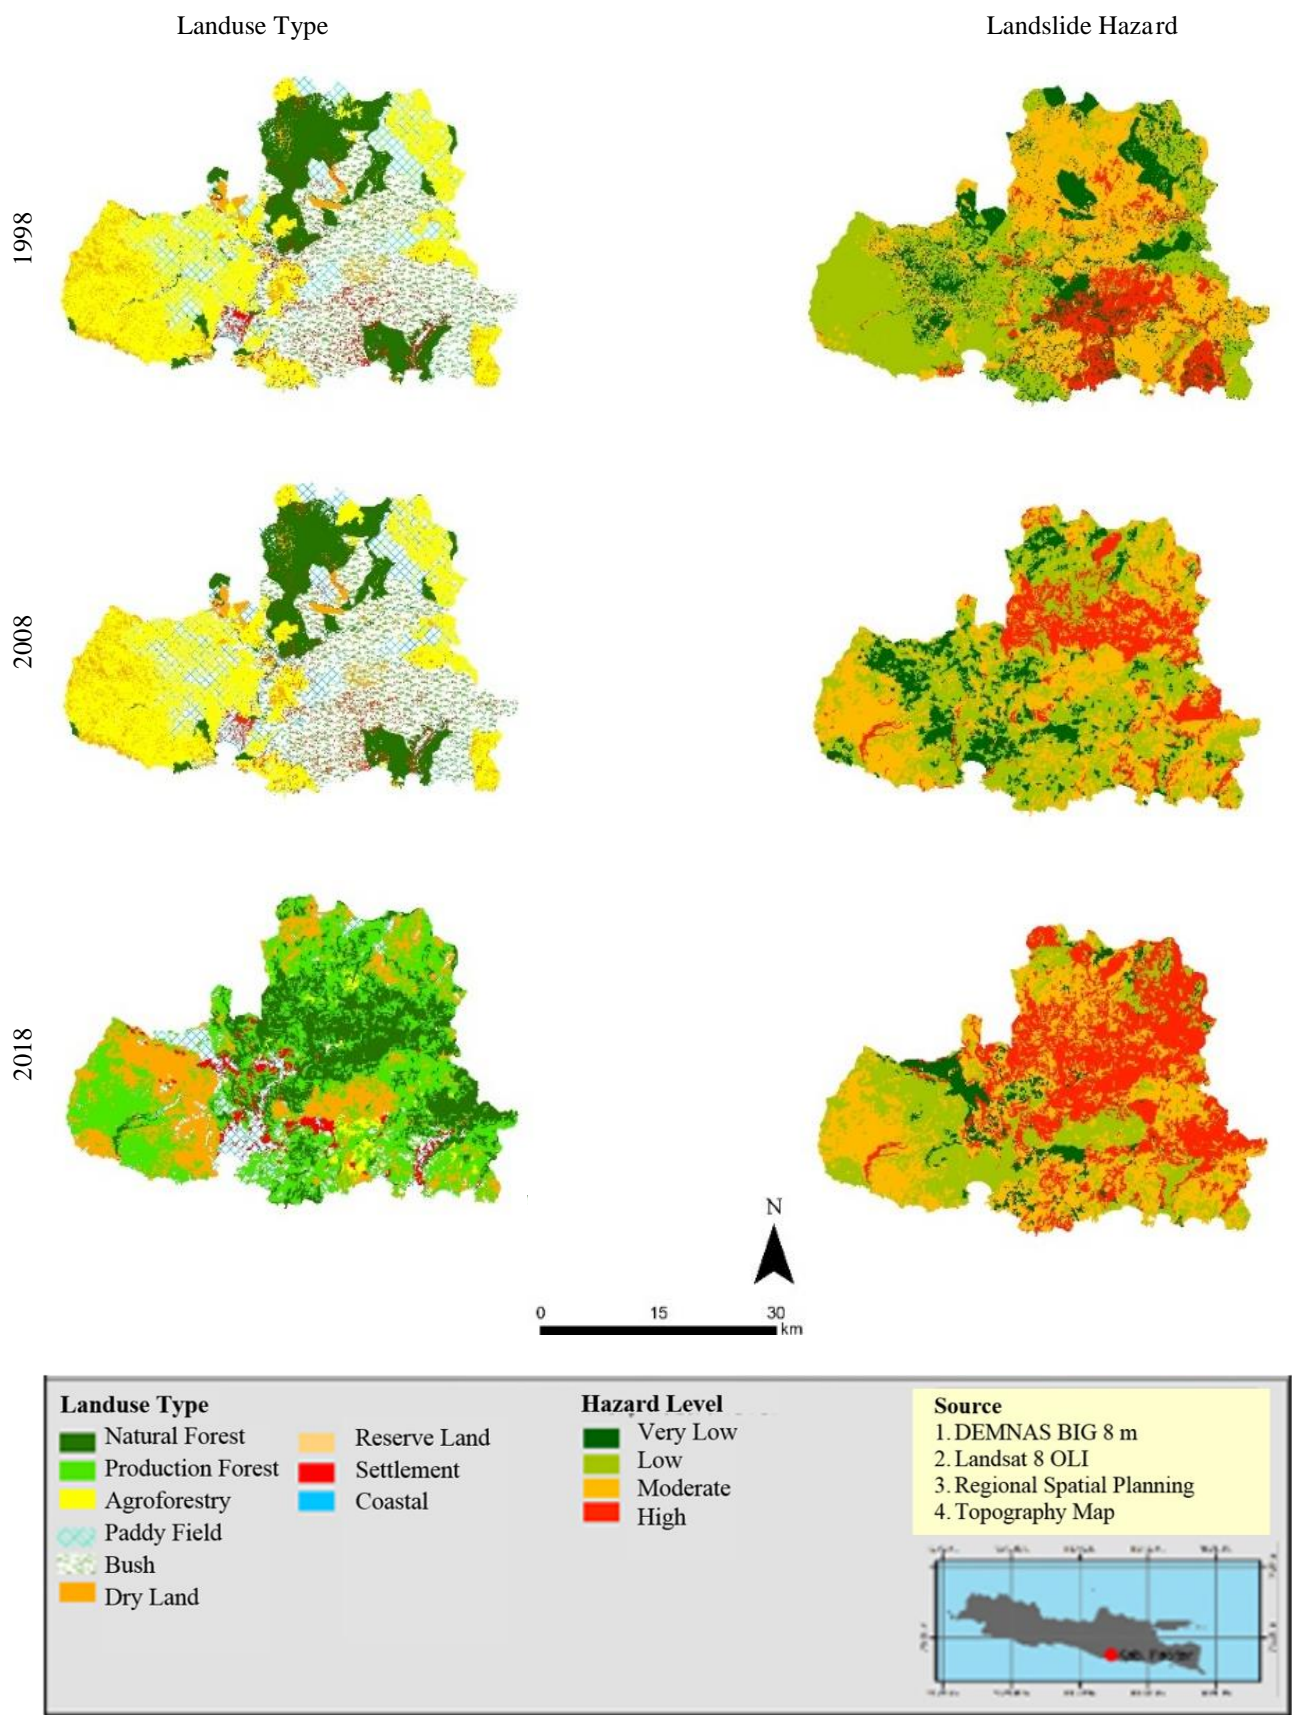 Landuse Type
Landslide Hazard
1998
2008
2018
N
0 15 30
km
Landuse Type
Natural Forest
Production Forest
Agroforestry
Paddy Field
Bush
Dry Land
Reserve Land
Settlement
Coastal
Hazard Level
Very Low
Low
Moderate
High
Source
1. DEMNAS BIG 8 m
2. Landsat 8 OLI
3. Regional Spatial Planning
4. Topography Map
Kab.